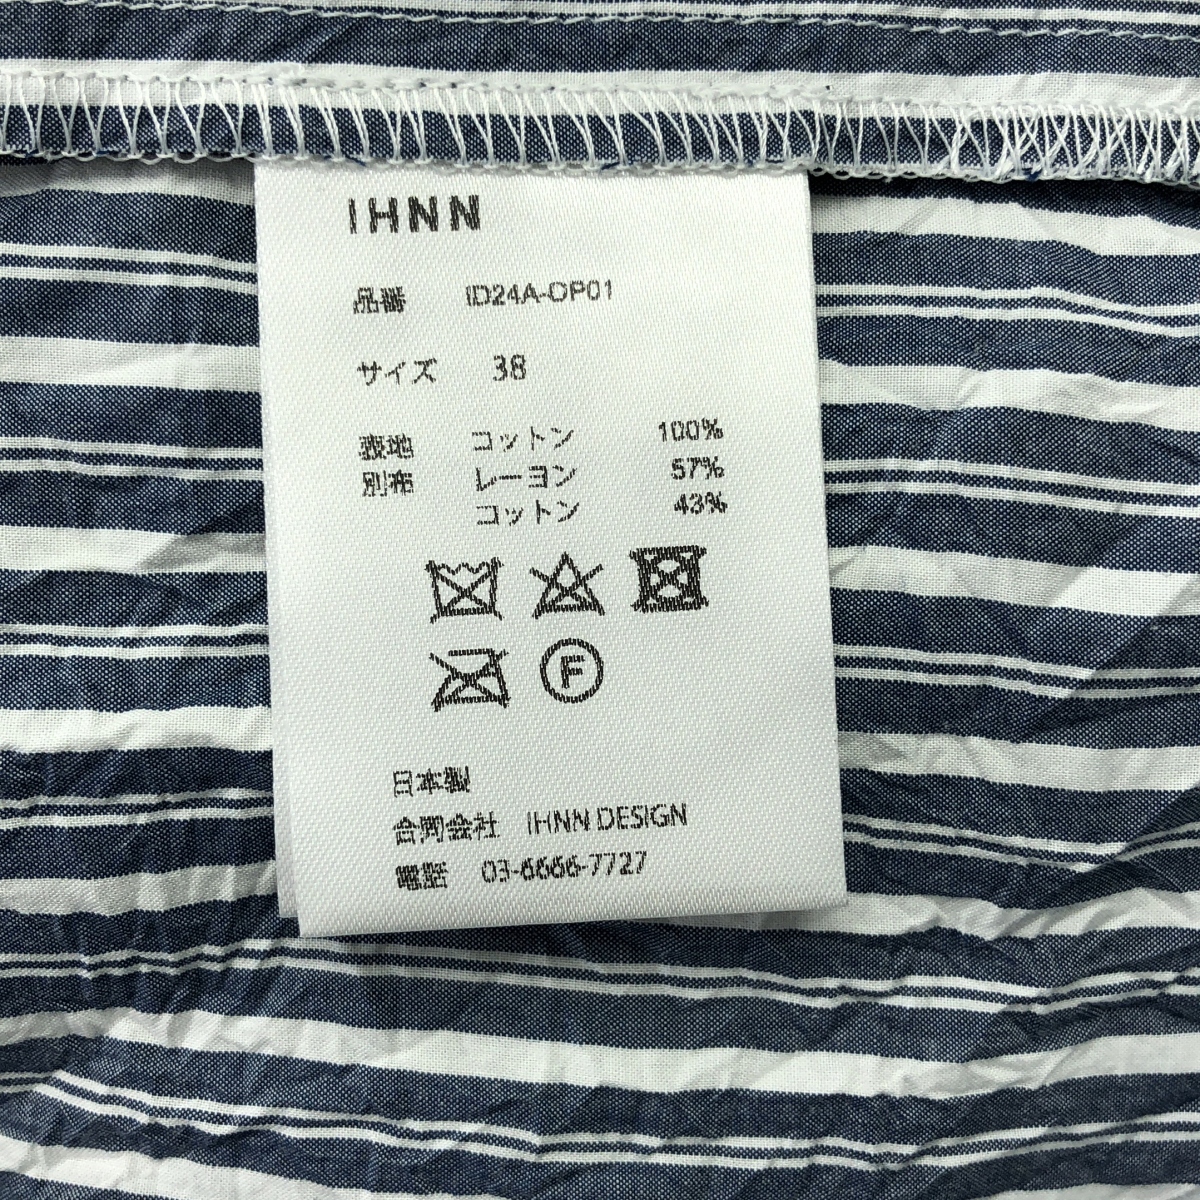 IHNN
品番 ID24A-OP01
サイズ 38
表地 コットン 100%
別布 レーヨン 57%
コットン 43%
F
日本製
合同会社 IHNN DESIGN
電話 03-6666-7727